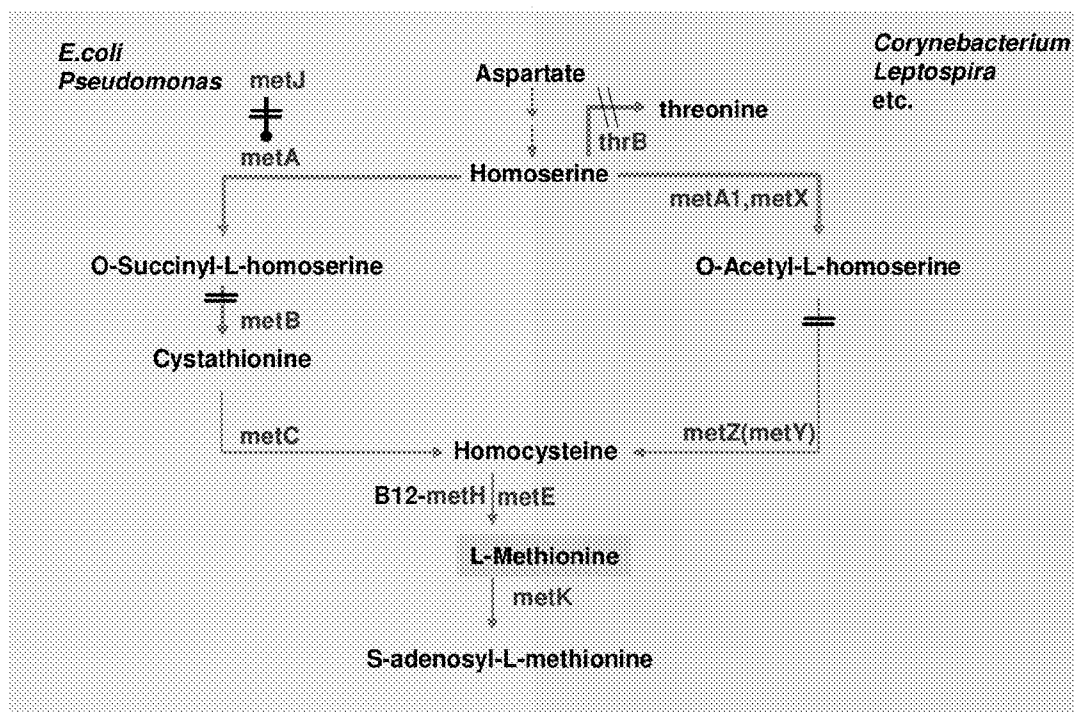 E.coli
Pseudomonas
metJ
metA
Aspartate
threonine
thrB
Corynebacterium
Leptospira
etc.
Homoserine
metA1,metX
O-Succinyl-L-homoserine
O-Acetyl-L-homoserine
metB
Cystathionine
metC
metZ(metY)
Homocysteine
B12-metH metE
L-Methionine
metK
S-adenosyl-L-methionine